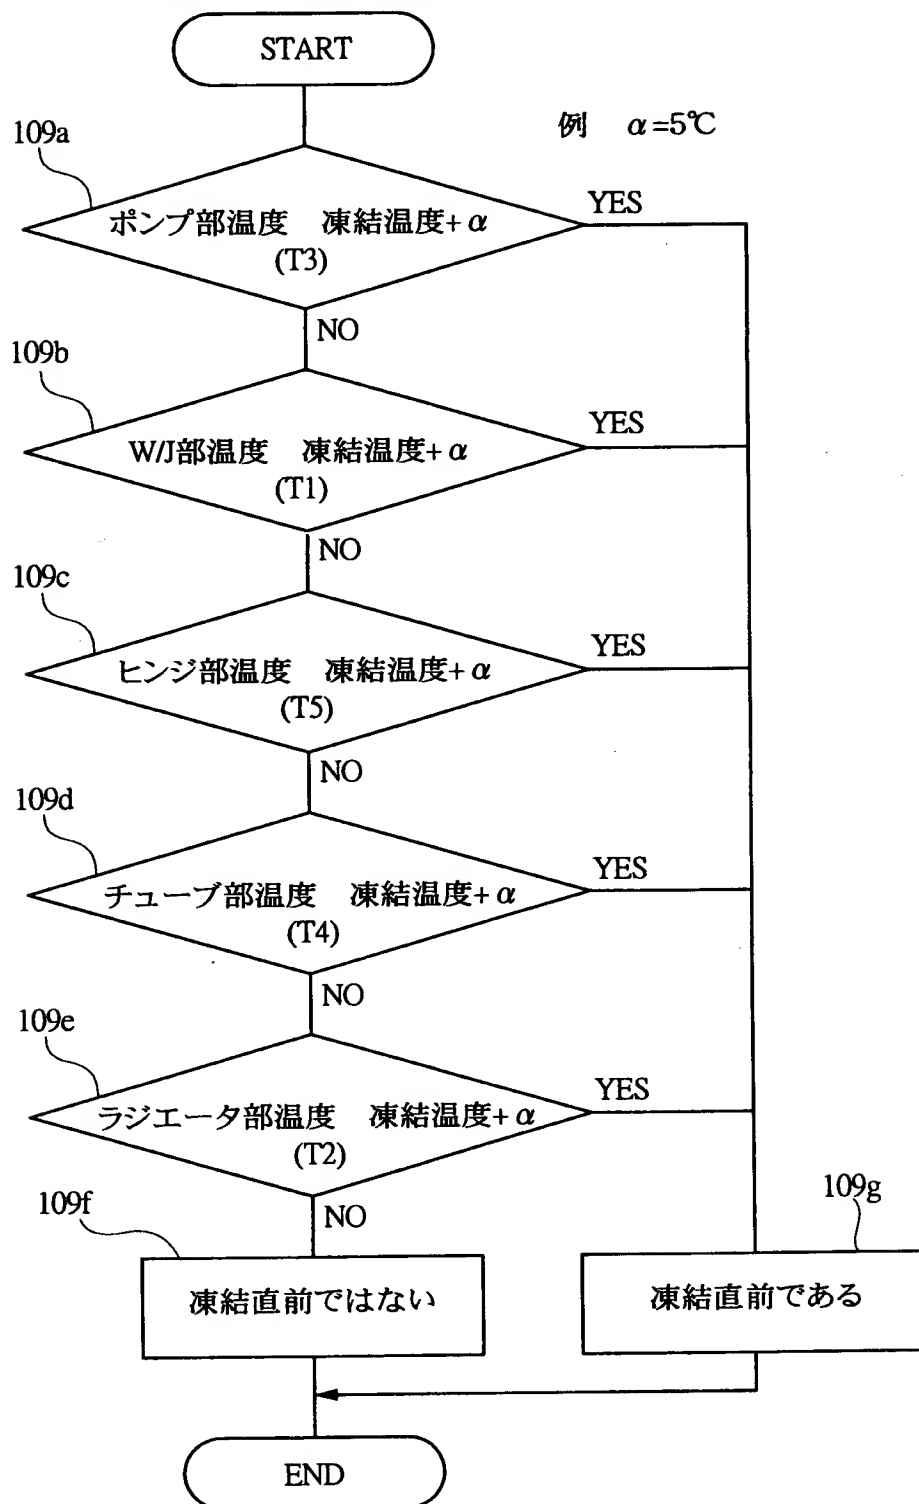 START
例 α=5℃
109a
ポンプ部温度 凍結温度+α
(T3)
YES
NO
109b
W/J部温度 凍結温度+α
(T1)
YES
NO
109c
ヒンジ部温度 凍結温度+α
(T5)
YES
NO
109d
チューブ部温度 凍結温度+α
(T4)
YES
NO
109e
ラジエータ部温度 凍結温度+α
(T2)
YES
NO
109f
凍結直前ではない
109g
凍結直前である
END